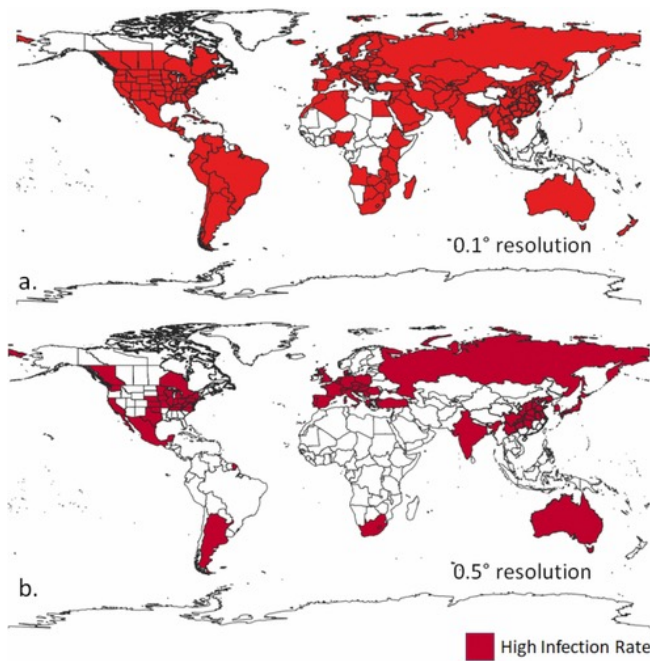 0.1° resolution
a.
0.5° resolution
b.
High Infection Rate